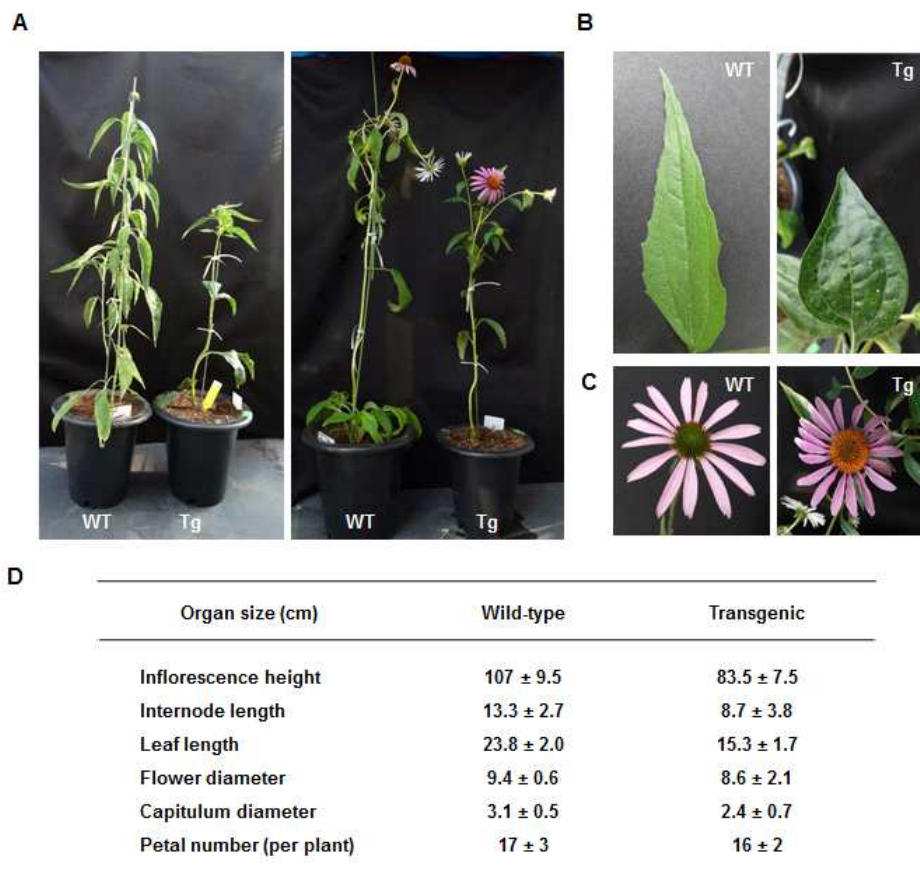 A
B
WT
Tg
WT
Tg
WT
Tg
C
WT
Tg
D
Organ size (cm) Wild-type Transgenic
Inflorescence height 107 ± 9.5 83.5 ± 7.5
Internode length 13.3 ± 2.7 8.7 ± 3.8
Leaf length 23.8 ± 2.0 15.3 ± 1.7
Flower diameter 9.4 ± 0.6 8.6 ± 2.1
Capitulum diameter 3.1 ± 0.5 2.4 ± 0.7
Petal number (per plant) 17 ± 3 16 ± 2